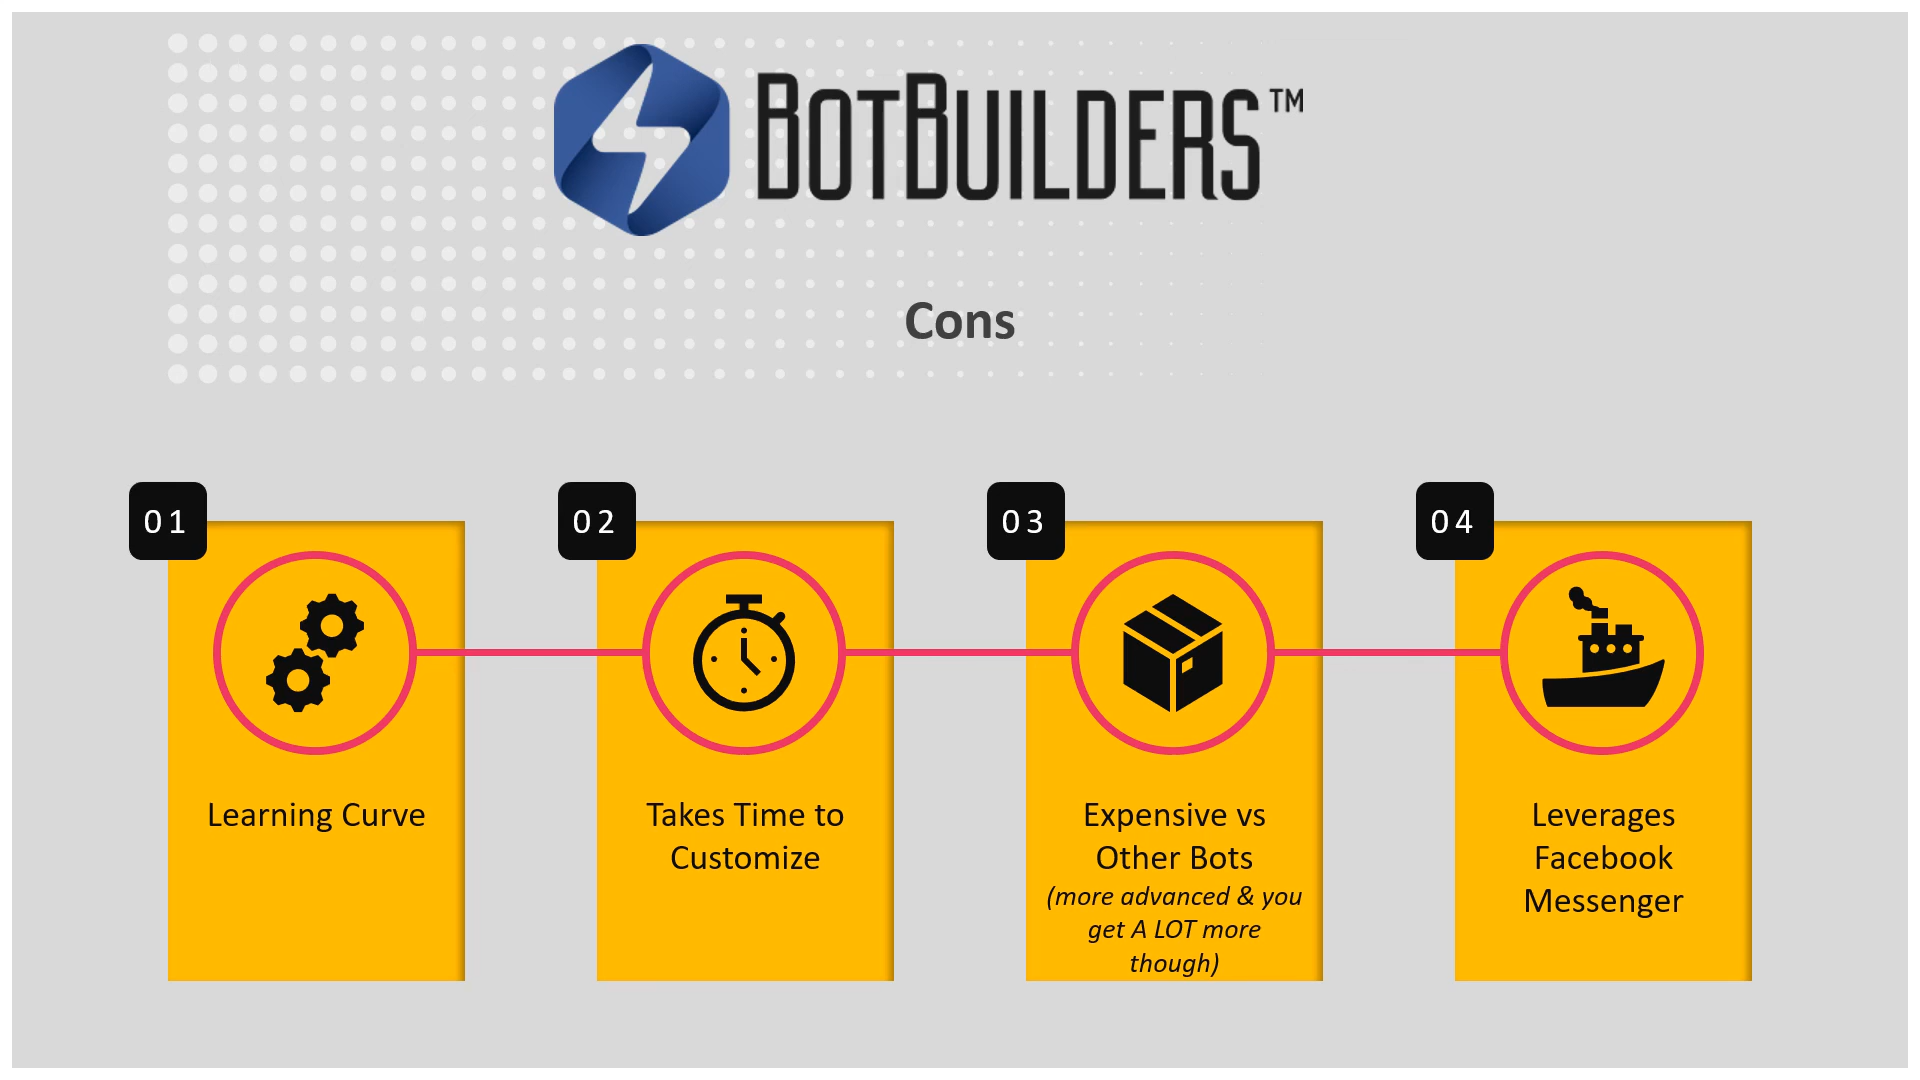 BOTBUILDERS™
Cons
01
02
03
04
Learning Curve
Takes Time to
Customize
Expensive vs
Other Bots
(more advanced & you
get A LOT more
though)
Leverages
Facebook
Messenger